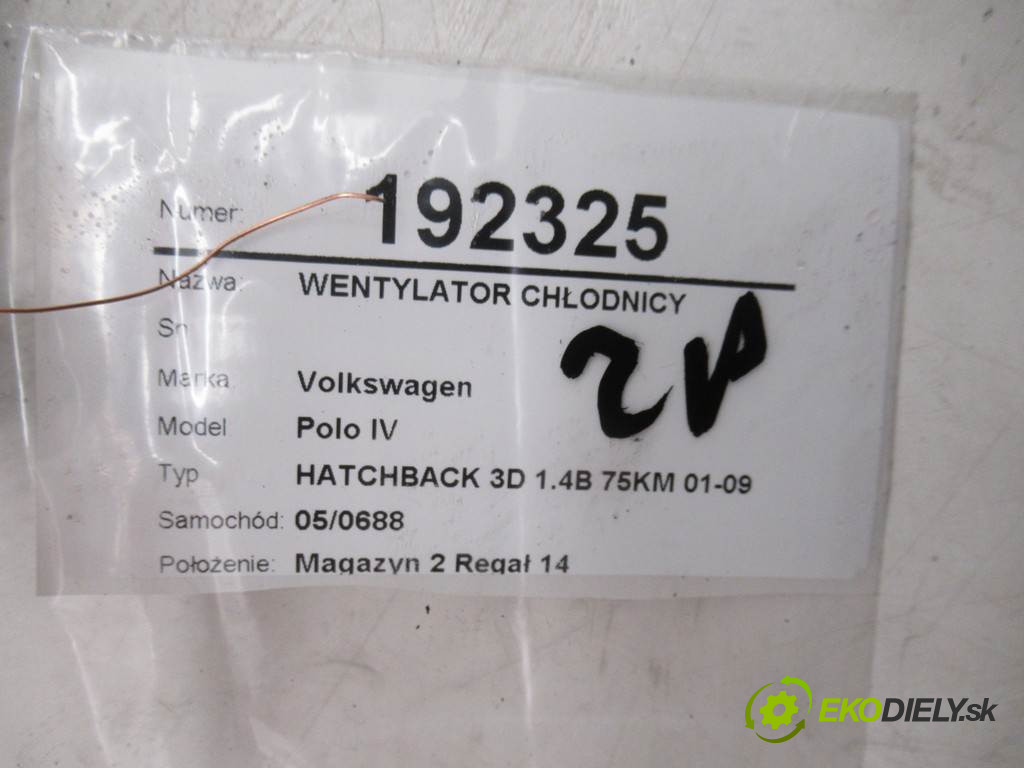 Numer: 192325
Nazwa: WENTYLATOR CHŁODNICY
Sn
Marka Volkswagen
Model Polo IV
Typ HATCHBACK 3D 1.4B 75KM 01-09
Samochód: 05/0688
Położenie: Magazyn 2 Regał 14
EKODIELY.sk